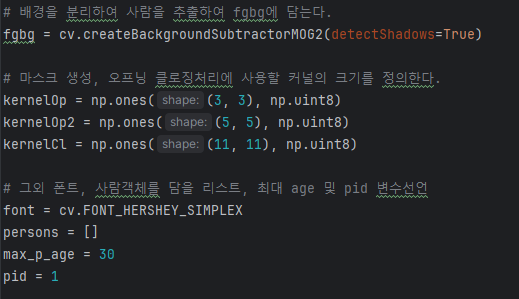 # 배경을 분리하여 사람을 추출하여 fgbg에 담는다.
fgbg = cv.createBackgroundSubtractorMOG2(detectShadows=True)
# 마스크 생성, 오프닝 클로징처리에 사용할 커널의 크기를 정의한다.
kernelOp = np.ones( shape: (3, 3), np.uint8)
kernelOp2 = np.ones( shape: (5, 5), np.uint8)
kernelCl = np.ones( shape: (11, 11), np.uint8)
# 그외 폰트, 사람객체를 담을 리스트, 최대 age 및 pid 변수선언
font = cv.FONT_HERSHEY_SIMPLEX
persons = []
max_p_age = 30
pid = 1